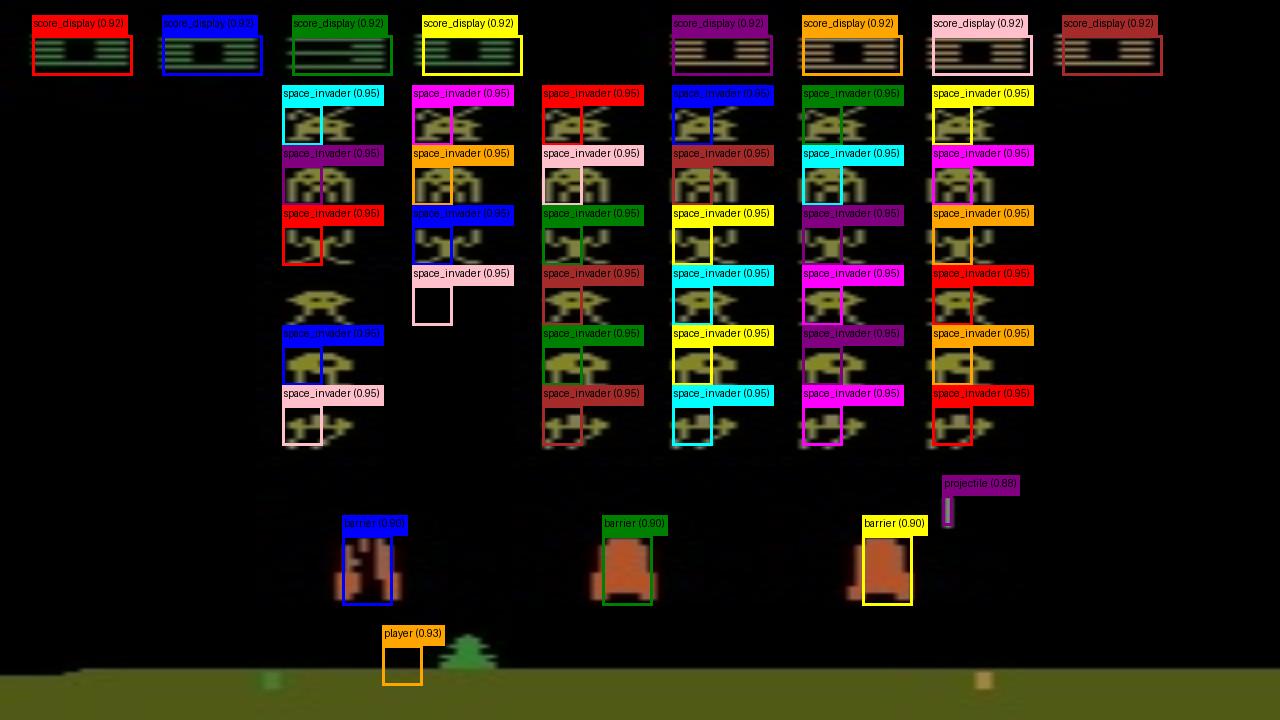 score_display (0.92) score_display (0.92) score_display (0.92) score_display (0.92) score_display (0.92) score_display (0.92) score_display (0.92) score_display (0.92)
space_invader (0.95) space_invader (0.95) space_invader (0.95) space_invader (0.95) space_invader (0.95) space_invader (0.95)
space_invader (0.95) space_invader (0.95) space_invader (0.95) space_invader (0.95) space_invader (0.95) space_invader (0.95)
space_invader (0.95) space_invader (0.95) space_invader (0.95) space_invader (0.95) space_invader (0.95) space_invader (0.95)
space_invader (0.95) space_invader (0.95) space_invader (0.95) space_invader (0.95) space_invader (0.95)
space_invader (0.95) space_invader (0.95) space_invader (0.95) space_invader (0.95) space_invader (0.95)
space_invader (0.95) space_invader (0.95) space_invader (0.95) space_invader (0.95) space_invader (0.95)
projectile (0.88)
barrier (0.90) barrier (0.90) barrier (0.90)
player (0.93)